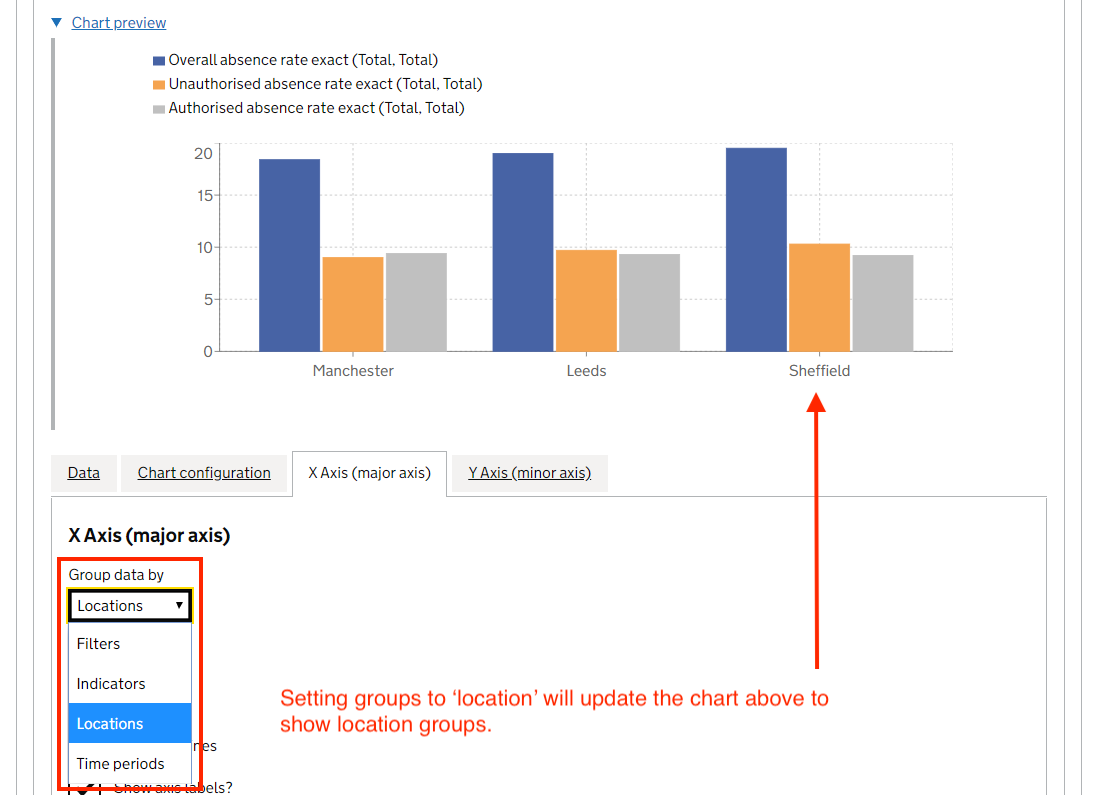 Chart preview
Overall absence rate exact (Total, Total)
Unauthorised absence rate exact (Total, Total)
Authorised absence rate exact (Total, Total)
20
15
10
5
0
Manchester Leeds Sheffield
Data Chart configuration X Axis (major axis) Y Axis (minor axis)
X Axis (major axis)
Group data by
Locations
Filters
Indicators
Locations
Time periods
Setting groups to ‘location’ will update the chart above to
show location groups.
Show axis labels?